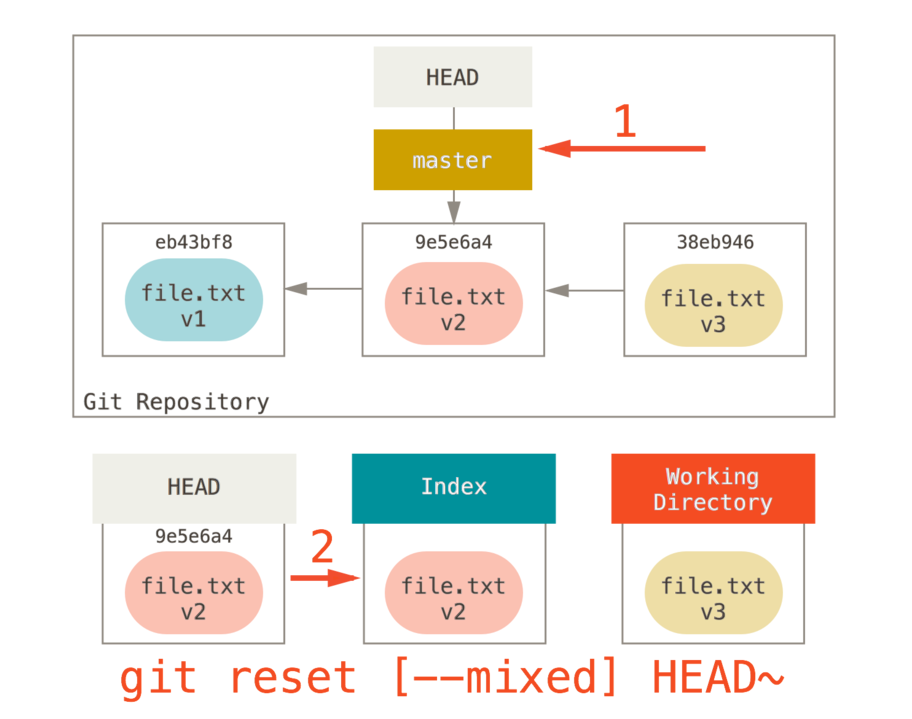 HEAD
1
master
eb43bf8
9e5e6a4
38eb946
file.txt
v1
file.txt
v2
file.txt
v3
Git Repository
HEAD
Index
Working
Directory
9e5e6a4
2
file.txt
v2
file.txt
v2
file.txt
v3
git reset [--mixed] HEAD~